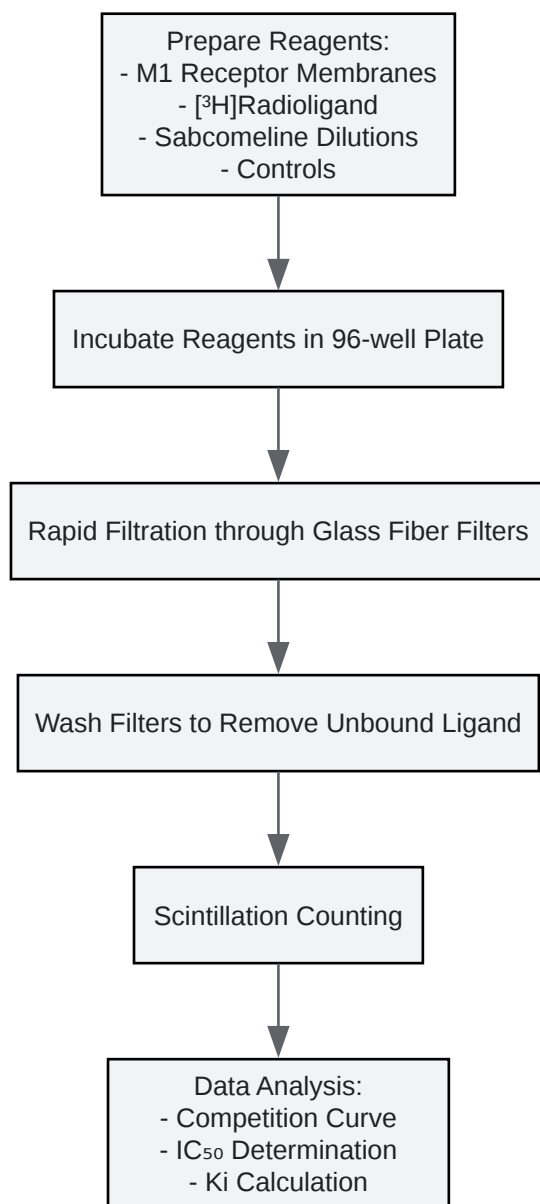 Prepare Reagents:
- M1 Receptor Membranes
- [³H]Radioligand
- Sabcomeline Dilutions
- Controls
Incubate Reagents in 96-well Plate
Rapid Filtration through Glass Fiber Filters
Wash Filters to Remove Unbound Ligand
Scintillation Counting
Data Analysis:
- Competition Curve
- IC₅₀ Determination
- Ki Calculation